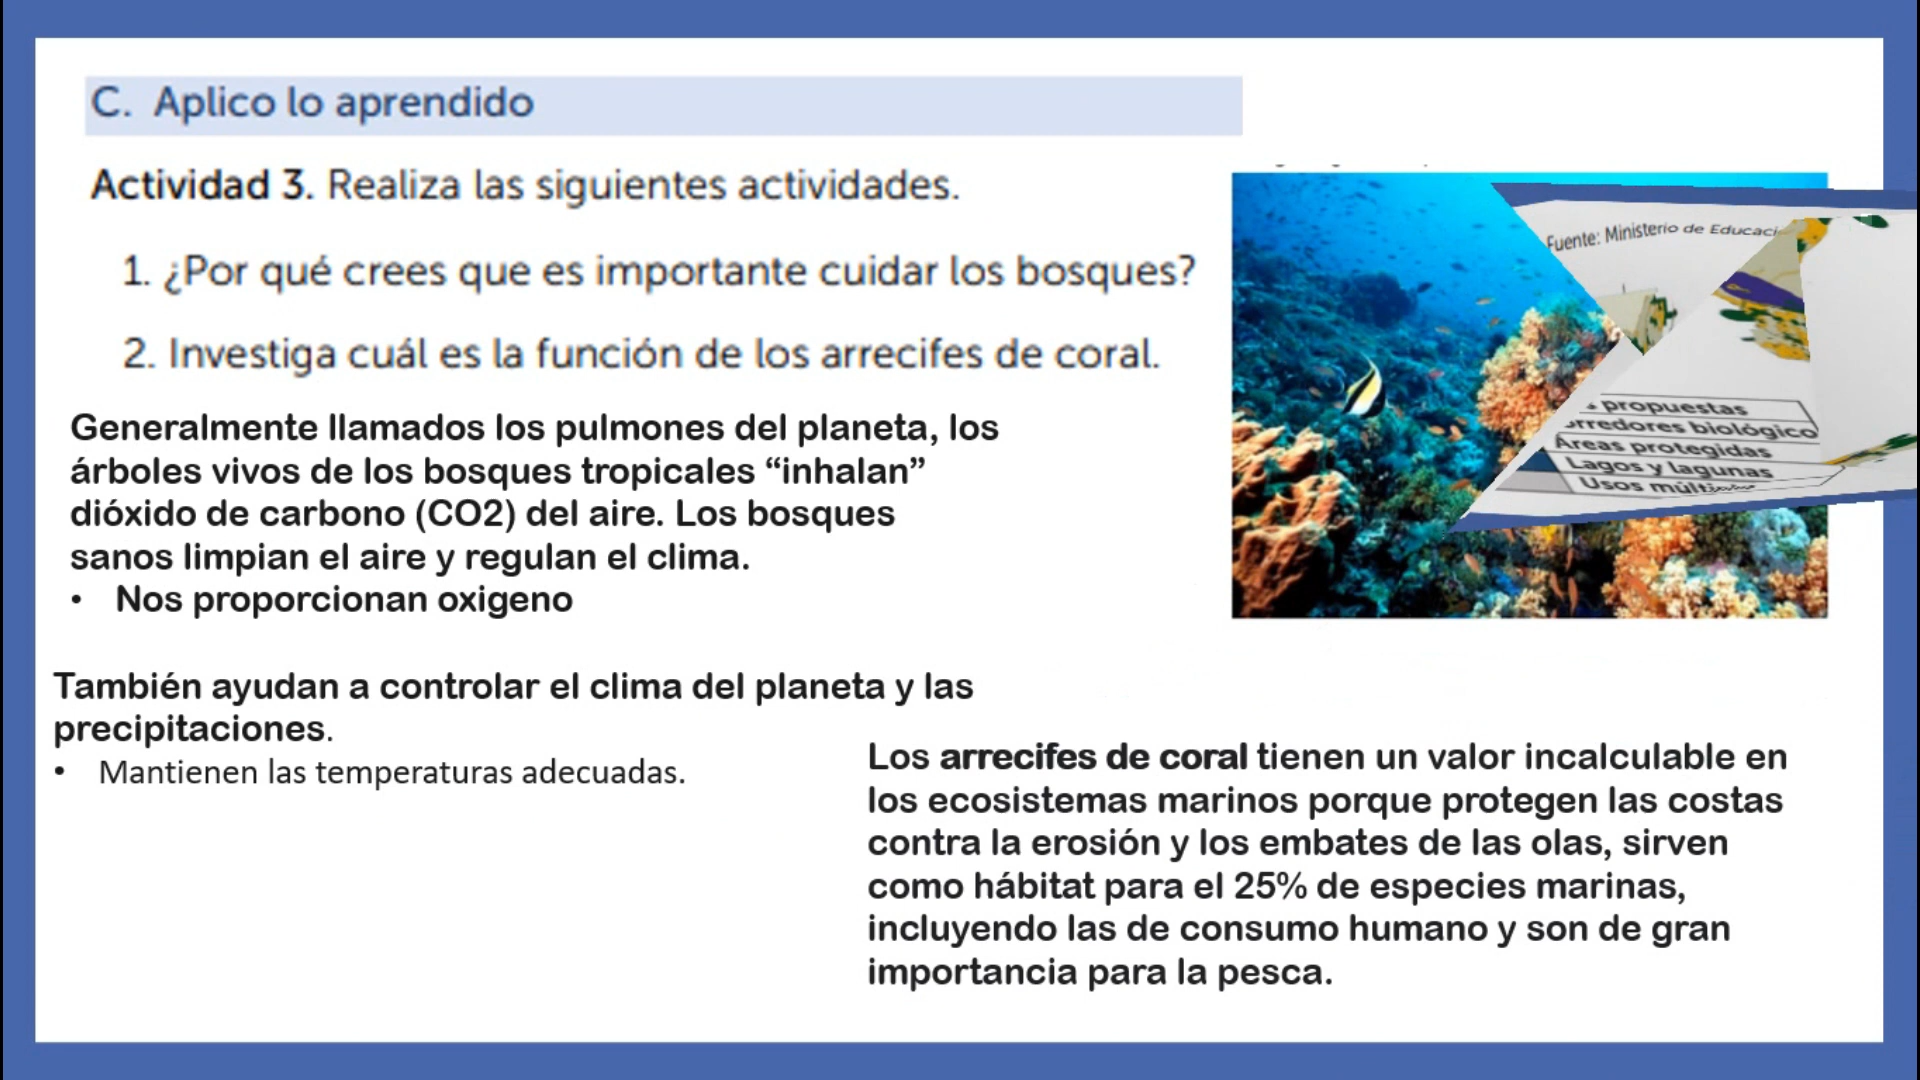 C. Aplico lo aprendido
Actividad 3. Realiza las siguientes actividades.
1. ¿Por qué crees que es importante cuidar los bosques?
2. Investiga cuál es la función de los arrecifes de coral.
Generalmente llamados los pulmones del planeta, los
árboles vivos de los bosques tropicales “inhalan”
dióxido de carbono (CO2) del aire. Los bosques
sanos limpian el aire y regulan el clima.
• Nos proporcionan oxigeno
También ayudan a controlar el clima del planeta y las
precipitaciones.
• Mantienen las temperaturas adecuadas.
Fuente: Ministerio de
propuestas
biológico
Áreas protegidas
Lagos y lagunas
Usos
Los arrecifes de coral tienen un valor incalculable en
los ecosistemas marinos porque protegen las costas
contra la erosión y los embates de las olas, sirven
como hábitat para el 25% de especies marinas,
incluyendo las de consumo humano y son de gran
importancia para la pesca.